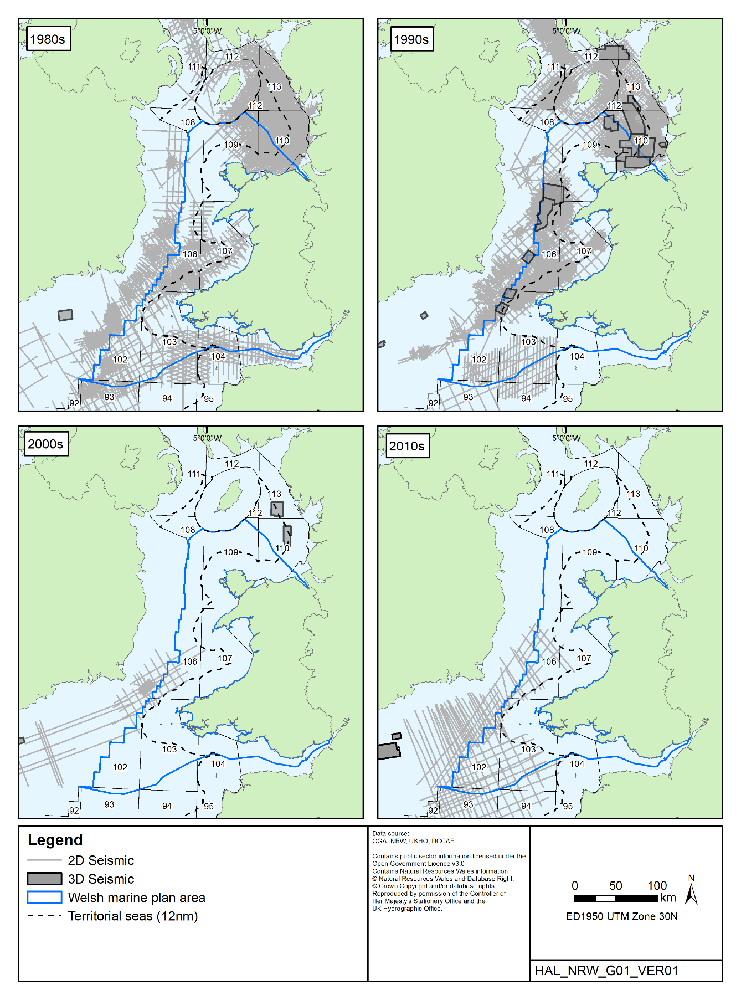 1980s
5°0'0"W
112
111
113
112
108
110
109
106
107
103
102
104
93
94
95
92
1990s
5°0'0"W
112
111
113
112
108
110
109
106
107
103
102
104
93
94
95
92
2000s
5°0'0"W
112
111
113
112
108
110
109
106
107
103
102
104
93
94
95
92
2010s
5°0'0"W
112
111
113
112
108
110
109
106
107
103
102
104
93
94
95
92
Legend
2D Seismic
3D Seismic
Welsh marine plan area
Territorial seas (12nm)
Data source:
OGA, NRW, UKHO, DCCAE.
Contains public sector information licensed under the
Open Government Licence v3.0
Contains Natural Resources Wales information
© Natural Resources Wales and Database Right.
© Crown Copyright and/or database rights.
Reproduced by permission of the Controller of
Her Majesty's Stationery Office and the
UK Hydrographic Office.
N
0 50 100
km
ED1950 UTM Zone 30N
HAL_NRW_G01_VER01